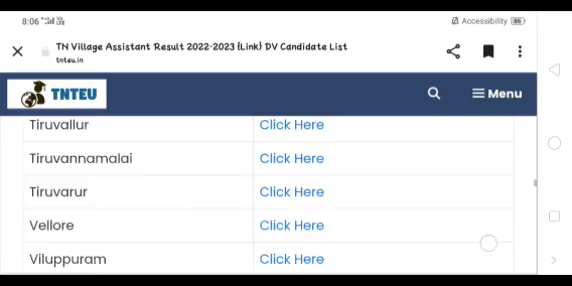 8:06
Accessibility
TN Village Assistant Result 2022-2023 {Link} DV Candidate List
tnteu.in
TNTEU
Menu
Tiruvallur Click Here
Tiruvannamalai Click Here
Tiruvarur Click Here
Vellore Click Here
Viluppuram Click Here